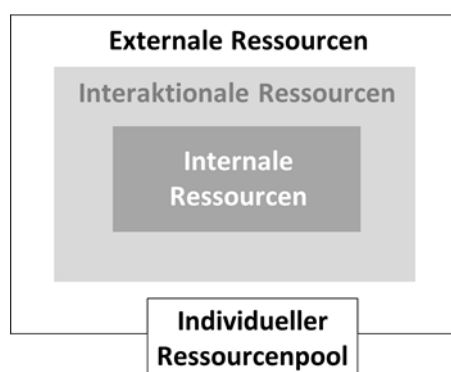 Externale Ressourcen
Interaktionale Ressourcen
Internale
Ressourcen
Individueller
Ressourcenpool